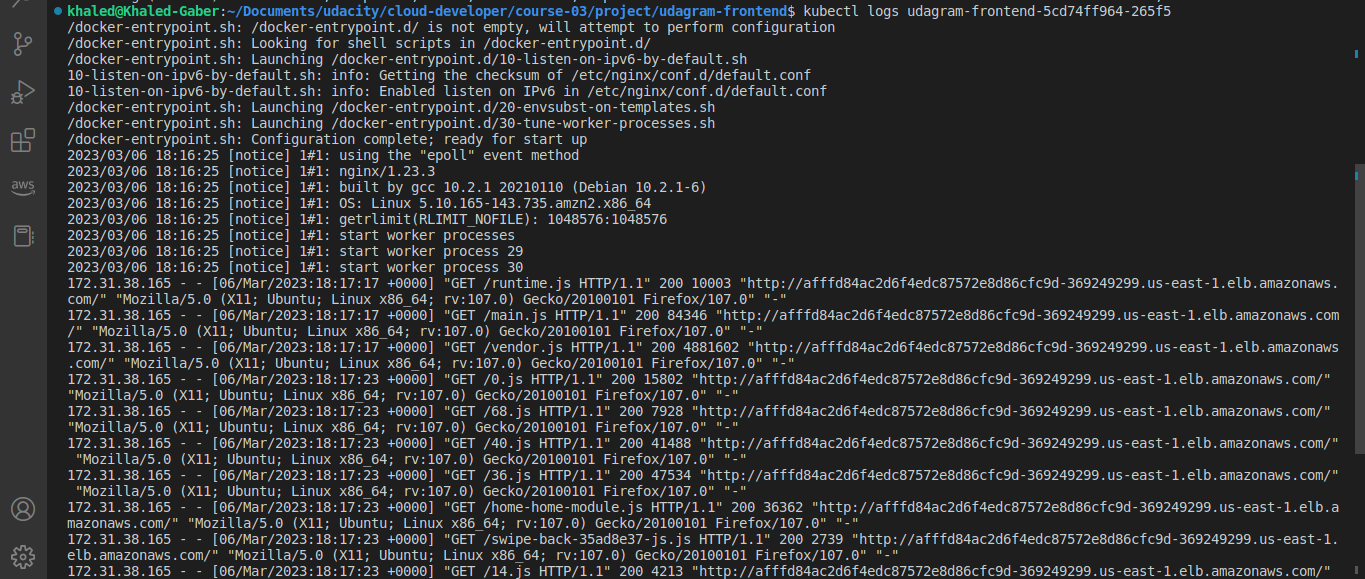 khaled@Khaled-Gaber:~/Documents/udacity/cloud-developer/course-03/project/udagram-frontend$ kubectl logs udagram-frontend-5cd74ff964-265f5
/docker-entrypoint.sh: /docker-entrypoint.d/ is not empty, will attempt to perform configuration
/docker-entrypoint.sh: Looking for shell scripts in /docker-entrypoint.d/
/docker-entrypoint.sh: Launching /docker-entrypoint.d/10-listen-on-ipv6-by-default.sh
10-listen-on-ipv6-by-default.sh: info: Getting the checksum of /etc/nginx/conf.d/default.conf
10-listen-on-ipv6-by-default.sh: info: Enabled listen on IPv6 in /etc/nginx/conf.d/default.conf
/docker-entrypoint.sh: Launching /docker-entrypoint.d/20-envsubst-on-templates.sh
/docker-entrypoint.sh: Launching /docker-entrypoint.d/30-tune-worker-processes.sh
/docker-entrypoint.sh: Configuration complete; ready for start up
2023/03/06 18:16:25 [notice] 1#1: using the "epoll" event method
2023/03/06 18:16:25 [notice] 1#1: nginx/1.23.3
2023/03/06 18:16:25 [notice] 1#1: built by gcc 10.2.1 20210110 (Debian 10.2.1-6)
2023/03/06 18:16:25 [notice] 1#1: OS: Linux 5.10.165-143.735.amzn2.x86_64
2023/03/06 18:16:25 [notice] 1#1: getrlimit(RLIMIT_NOFILE): 1048576:1048576
2023/03/06 18:16:25 [notice] 1#1: start worker processes
2023/03/06 18:16:25 [notice] 1#1: start worker process 29
2023/03/06 18:16:25 [notice] 1#1: start worker process 30
172.31.38.165 - - [06/Mar/2023:18:17:17 +0000] "GET /runtime.js HTTP/1.1" 200 10003 "http://afffd84ac2d6f4edc87572e8d86cfc9d-369249299.us-east-1.elb.amazonaws.
com/" "Mozilla/5.0 (X11; Ubuntu; Linux x86_64; rv:107.0) Gecko/20100101 Firefox/107.0" "-"
172.31.38.165 - - [06/Mar/2023:18:17:17 +0000] "GET /main.js HTTP/1.1" 200 84346 "http://afffd84ac2d6f4edc87572e8d86cfc9d-369249299.us-east-1.elb.amazonaws.com
/" "Mozilla/5.0 (X11; Ubuntu; Linux x86_64; rv:107.0) Gecko/20100101 Firefox/107.0" "-"
172.31.38.165 - - [06/Mar/2023:18:17:17 +0000] "GET /vendor.js HTTP/1.1" 200 4881602 "http://afffd84ac2d6f4edc87572e8d86cfc9d-369249299.us-east-1.elb.amazonaws
.com/" "Mozilla/5.0 (X11; Ubuntu; Linux x86_64; rv:107.0) Gecko/20100101 Firefox/107.0" "-"
172.31.38.165 - - [06/Mar/2023:18:17:23 +0000] "GET /0.js HTTP/1.1" 200 15802 "http://afffd84ac2d6f4edc87572e8d86cfc9d-369249299.us-east-1.elb.amazonaws.com/"
"Mozilla/5.0 (X11; Ubuntu; Linux x86_64; rv:107.0) Gecko/20100101 Firefox/107.0" "-"
172.31.38.165 - - [06/Mar/2023:18:17:23 +0000] "GET /68.js HTTP/1.1" 200 7928 "http://afffd84ac2d6f4edc87572e8d86cfc9d-369249299.us-east-1.elb.amazonaws.com/"
"Mozilla/5.0 (X11; Ubuntu; Linux x86_64; rv:107.0) Gecko/20100101 Firefox/107.0" "-"
172.31.38.165 - - [06/Mar/2023:18:17:23 +0000] "GET /40.js HTTP/1.1" 200 41488 "http://afffd84ac2d6f4edc87572e8d86cfc9d-369249299.us-east-1.elb.amazonaws.com/"
"Mozilla/5.0 (X11; Ubuntu; Linux x86_64; rv:107.0) Gecko/20100101 Firefox/107.0" "-"
172.31.38.165 - - [06/Mar/2023:18:17:23 +0000] "GET /36.js HTTP/1.1" 200 47534 "http://afffd84ac2d6f4edc87572e8d86cfc9d-369249299.us-east-1.elb.amazonaws.com/"
"Mozilla/5.0 (X11; Ubuntu; Linux x86_64; rv:107.0) Gecko/20100101 Firefox/107.0" "-"
172.31.38.165 - - [06/Mar/2023:18:17:23 +0000] "GET /home-home-module.js HTTP/1.1" 200 36362 "http://afffd84ac2d6f4edc87572e8d86cfc9d-369249299.us-east-1.elb.a
mazonaws.com/" "Mozilla/5.0 (X11; Ubuntu; Linux x86_64; rv:107.0) Gecko/20100101 Firefox/107.0" "-"
172.31.38.165 - - [06/Mar/2023:18:17:23 +0000] "GET /swipe-back-35ad8e37-js.js HTTP/1.1" 200 2739 "http://afffd84ac2d6f4edc87572e8d86cfc9d-369249299.us-east-1.
elb.amazonaws.com/" "Mozilla/5.0 (X11; Ubuntu; Linux x86_64; rv:107.0) Gecko/20100101 Firefox/107.0" "-"
172.31.38.165 - - [06/Mar/2023:18:17:23 +0000] "GET /14.js HTTP/1.1" 200 4213 "http://afffd84ac2d6f4edc87572e8d86cfc9d-369249299.us-east-1.elb.amazonaws.com/"
aws